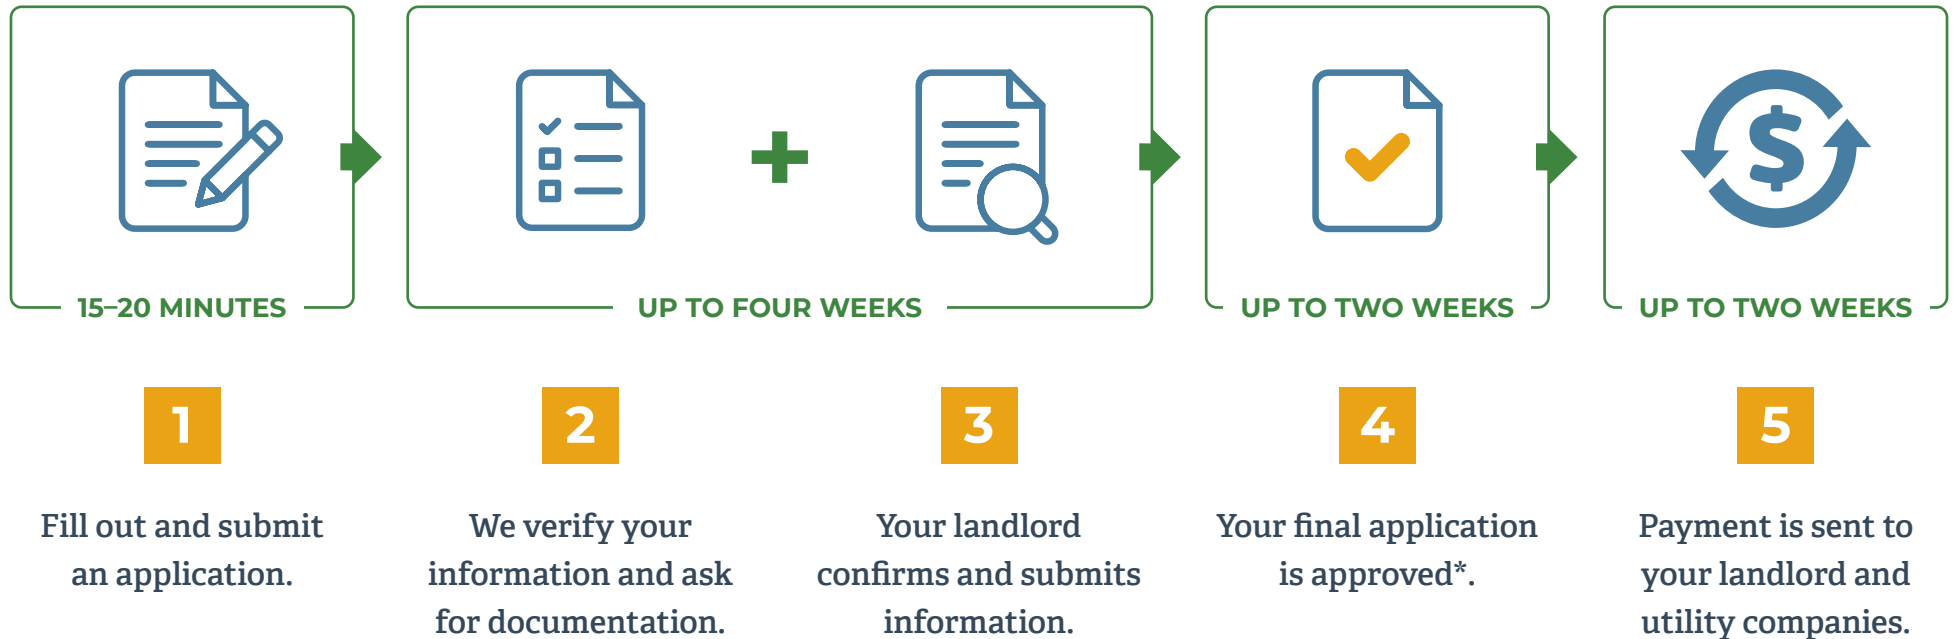 15–20 MINUTES
UP TO FOUR WEEKS
UP TO TWO WEEKS
UP TO TWO WEEKS
1
Fill out and submit
an application.
2
We verify your
information and ask
for documentation.
3
Your landlord
confirms and submits
information.
4
Your final application
is approved*.
5
Payment is sent to
your landlord and
utility companies.